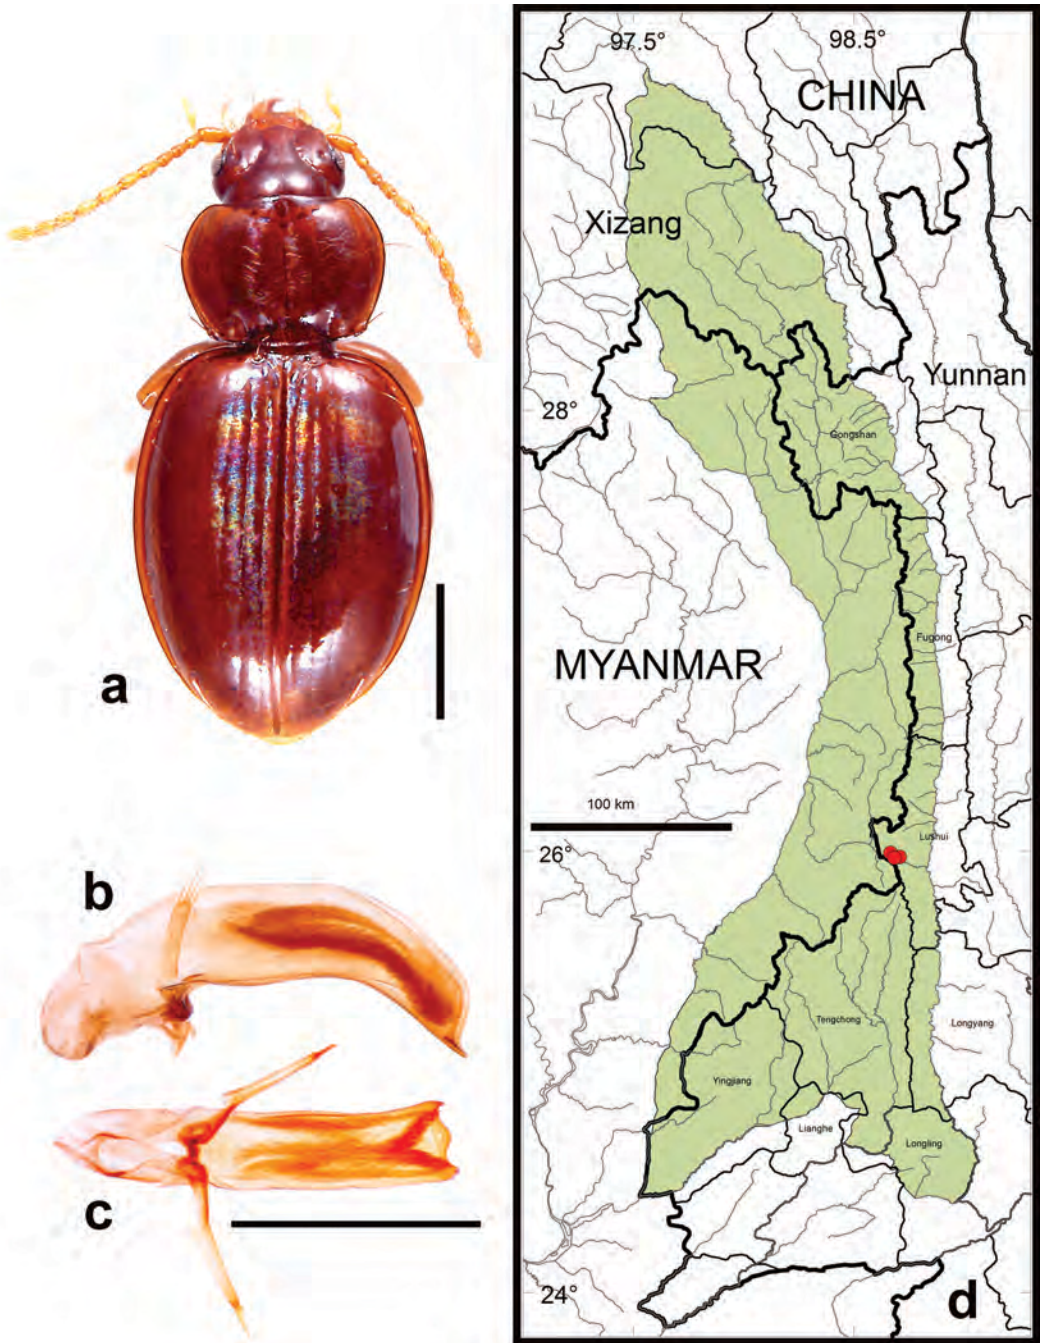 a
b
c
97.5°
98.5°
CHINA
Xizang
Yunnan
28°
Gongshan
Fugong
MYANMAR
100 km
Lushui
26°
Tengchong
Longyang
Yingjiang
Lianghe
Longling
24°
d